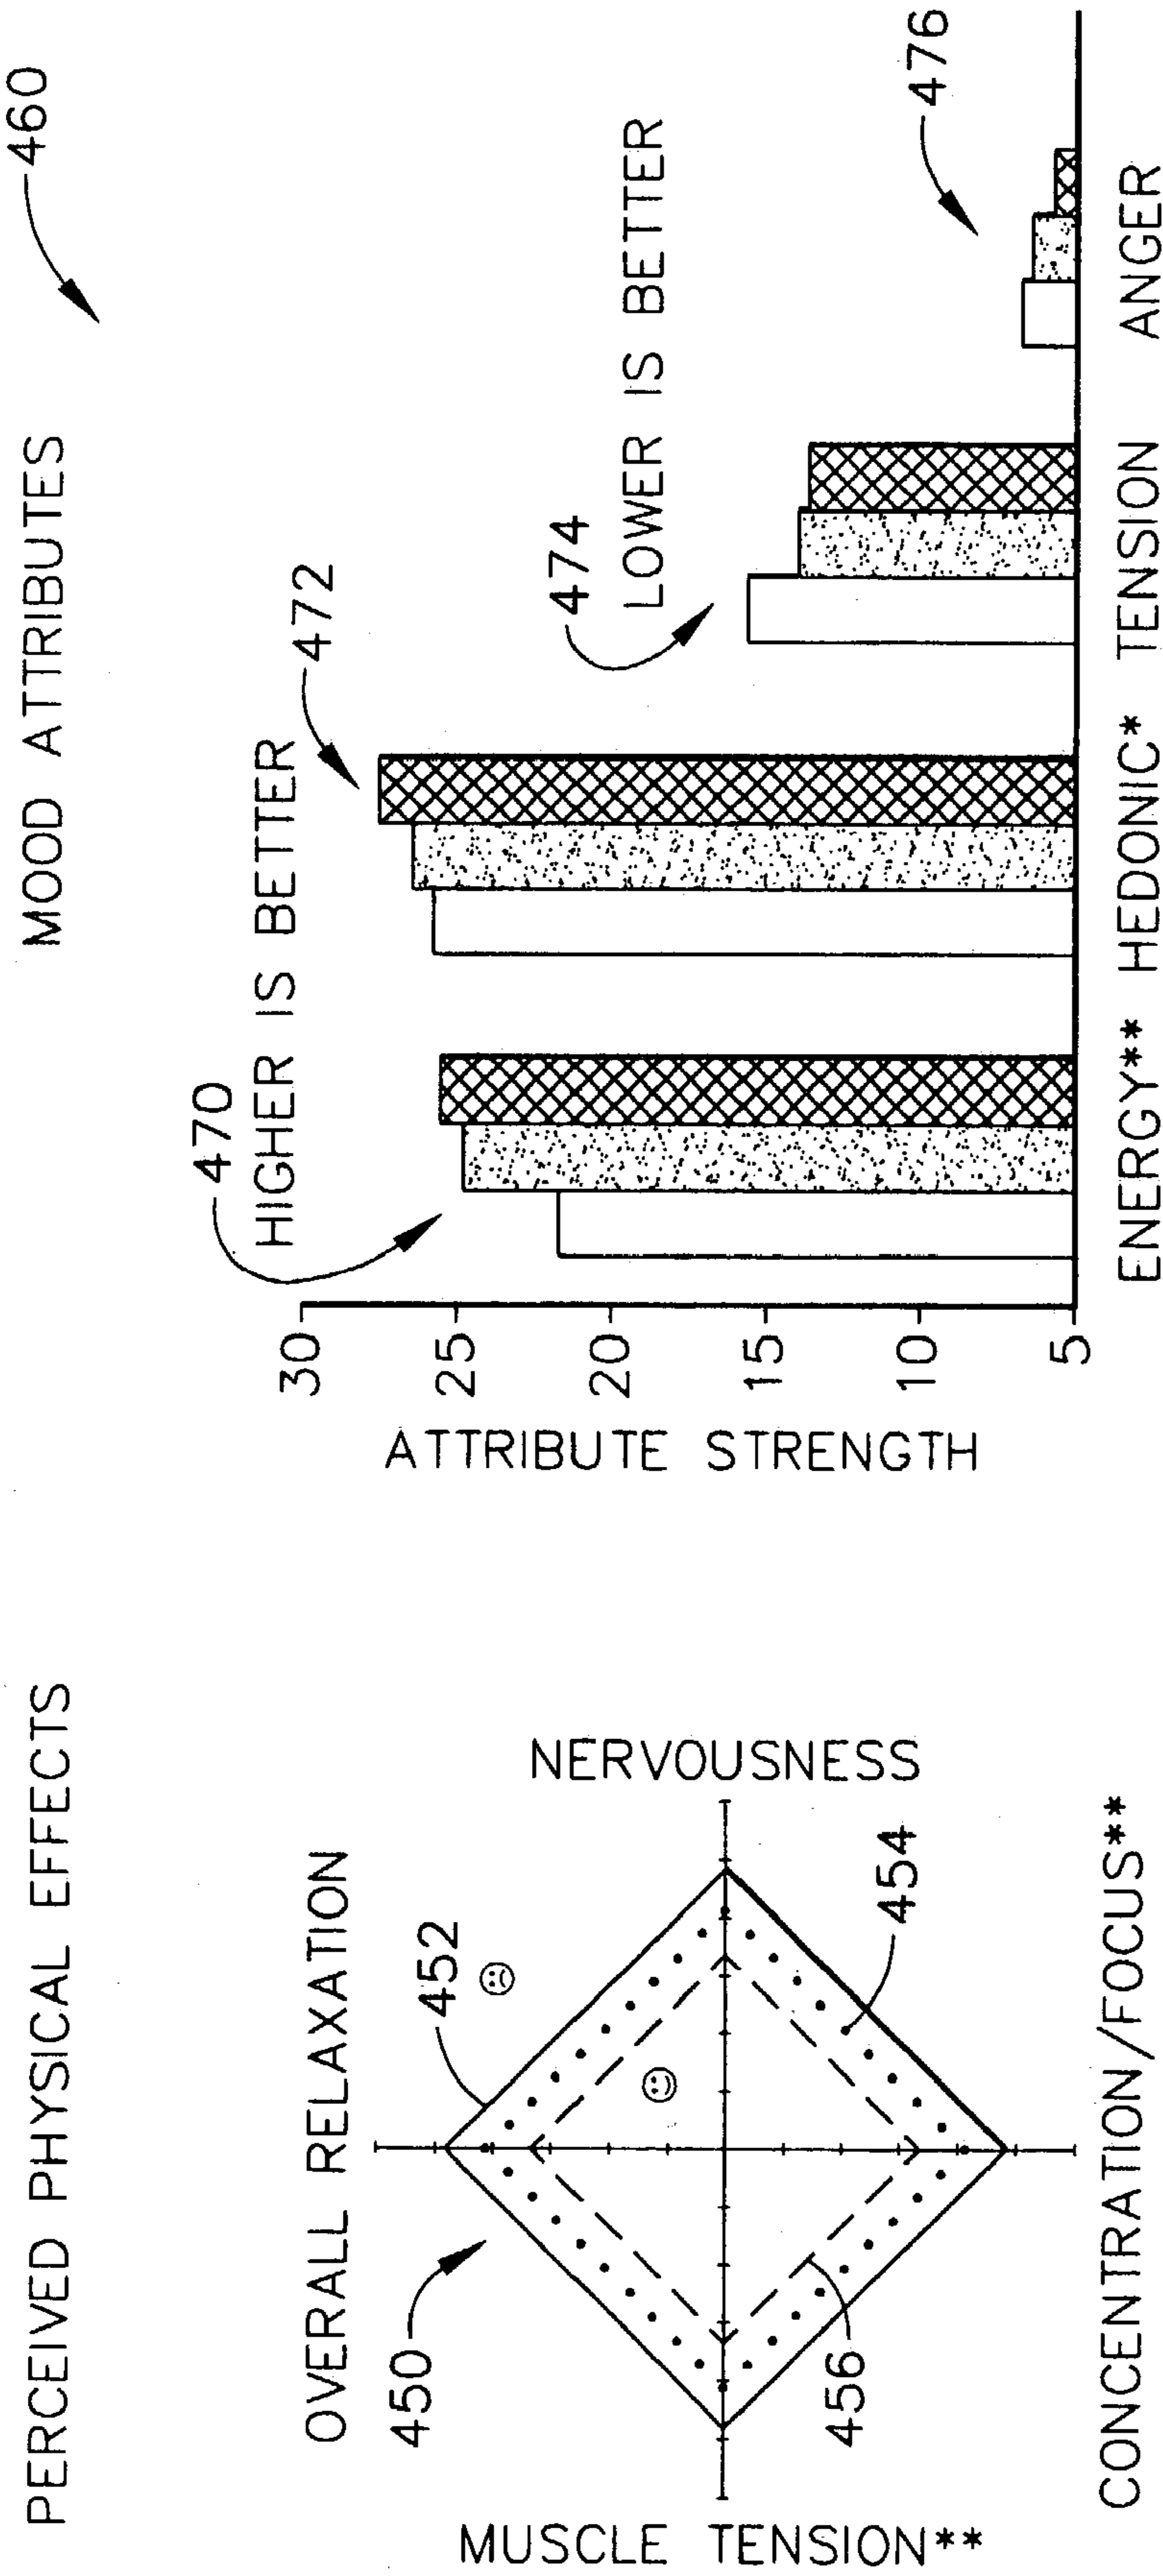 PERCEIVED PHYSICAL EFFECTS
OVERALL RELAXATION
450
452
NERVOUSNESS
MUSCLE TENSION**
456
454
CONCENTRATION/FOCUS**
MOOD ATTRIBUTES
460
470
HIGHER IS BETTER
472
474
LOWER IS BETTER
476
ATTRIBUTE STRENGTH
30
25
20
15
10
5
ENERGY** HEDONIC* TENSION ANGER